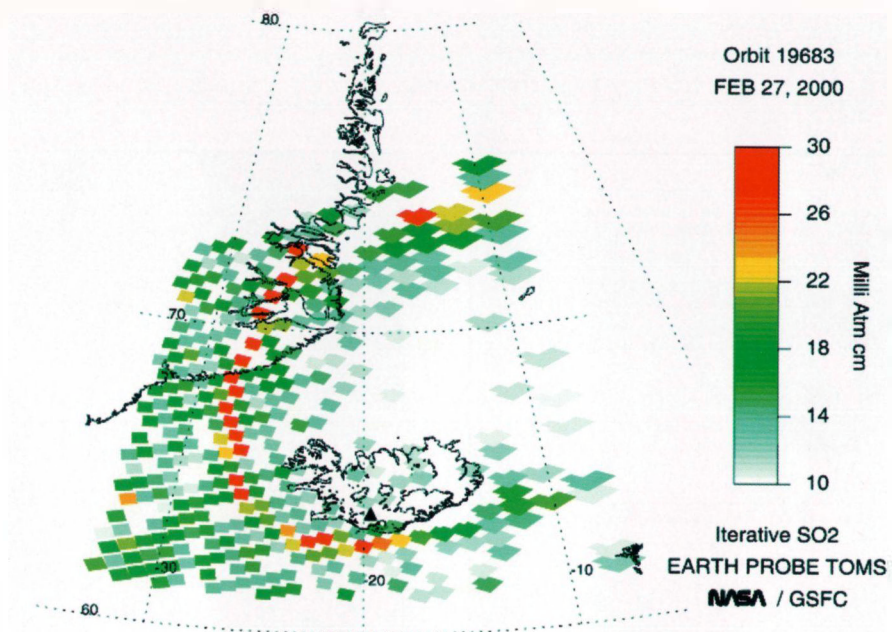 80
Orbit 19683
FEB 27, 2000
30
26
22
18
14
10
Milli Atm cm
70
-30
-20
-10
60
Iterative SO2
EARTH PROBE TOMS
NASA / GSFC